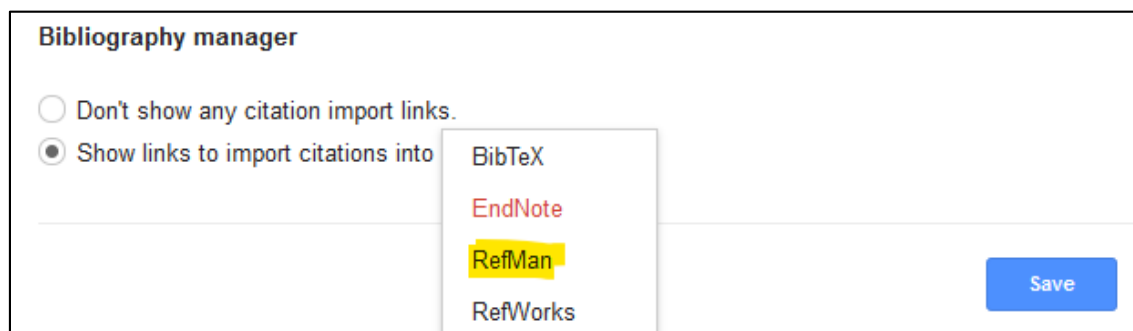 Bibliography manager
Don't show any citation import links.
Show links to import citations into
BibTeX
EndNote
RefMan
RefWorks
Save